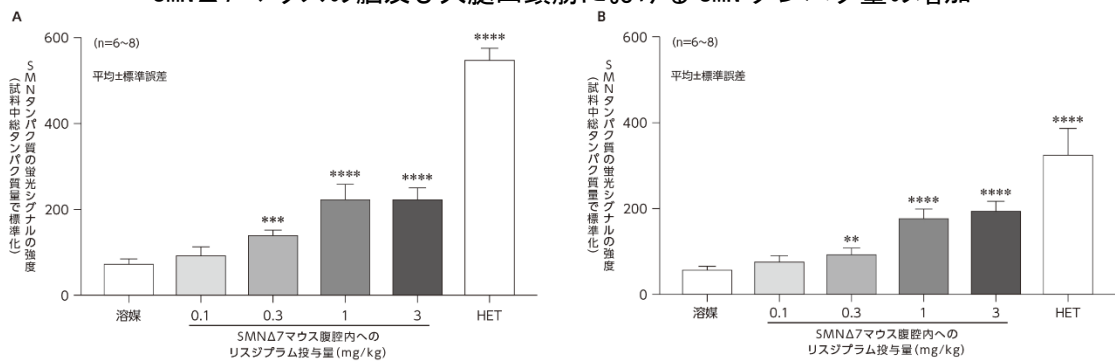 SMNΔ7マウスの脳及び大腿四頭筋におけるSMNタンパク量の増加
A
600
400
200
0
SMNタンパク質の蛍光シグナルの強度
(試料中総タンパク質量で標準化)
(n=6~8)
平均±標準誤差
***
****
****
****
溶媒
0.1
0.3
1
3
HET
SMNΔ7マウス腹腔内への
リスジプラム投与量(mg/kg)
B
600
400
200
0
SMNタンパク質の蛍光シグナルの強度
(試料中総タンパク質量で標準化)
(n=6~8)
平均±標準誤差
**
****
****
****
溶媒
0.1
0.3
1
3
HET
SMNΔ7マウス腹腔内への
リスジプラム投与量(mg/kg)